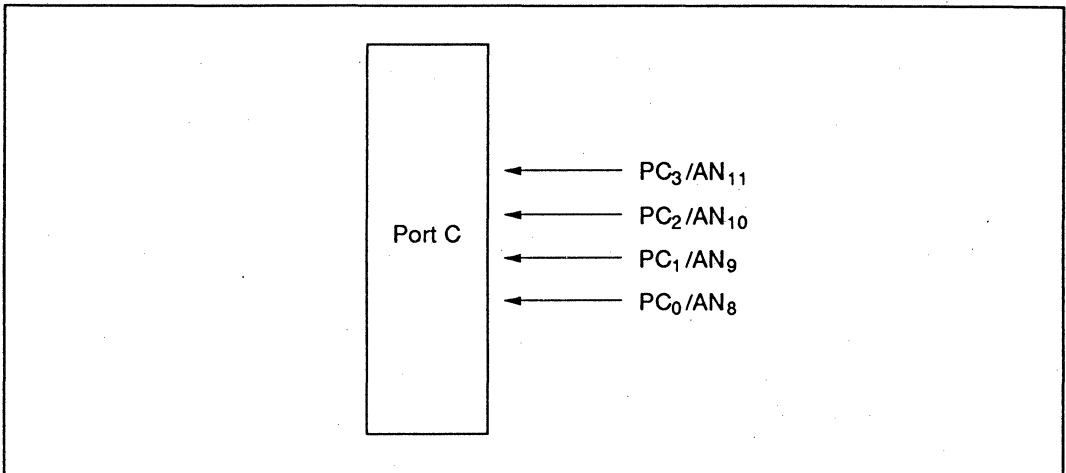 PC₃/AN₁₁
PC₂/AN₁₀
Port C
PC₁/AN₉
PC₀/AN₈